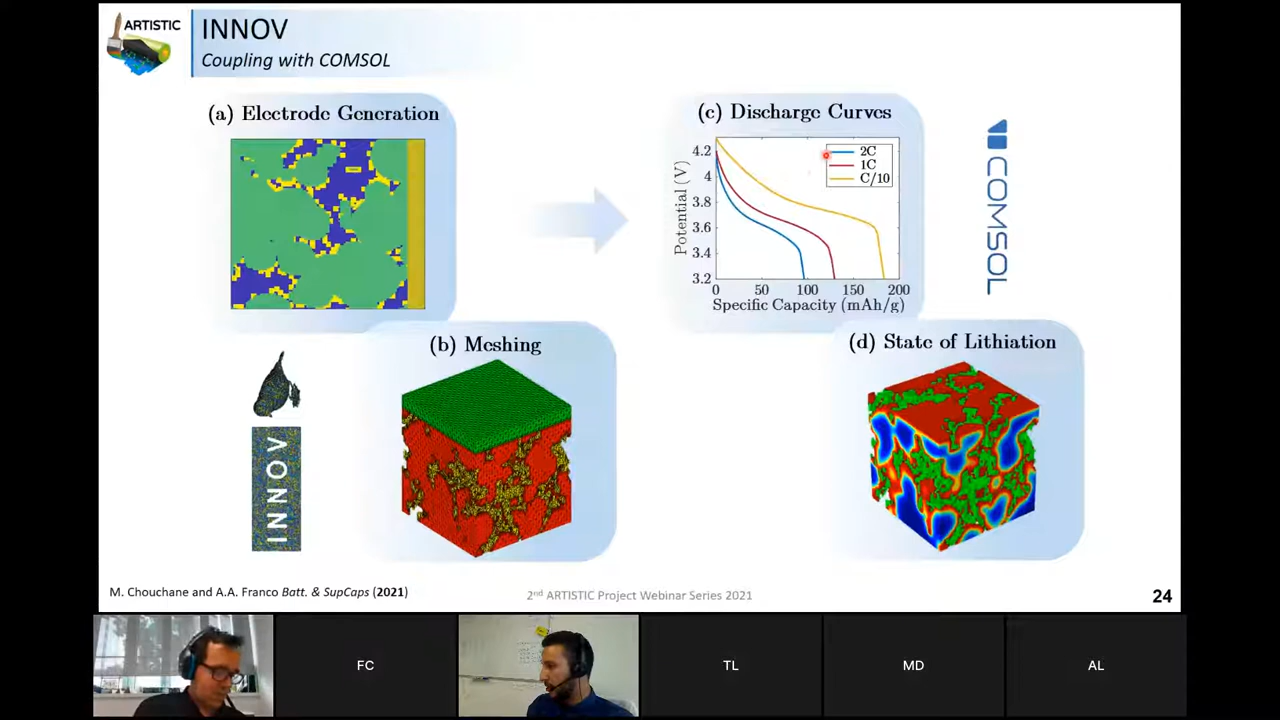 ARTISTIC
INNOV
Coupling with COMSOL
(a) Electrode Generation
(c) Discharge Curves
4.2
4
3.8
3.6
3.4
3.2
Potential (V)
2C
1C
C/10
0
50
100
150
200
Specific Capacity (mAh/g)
COMSOL
(b) Meshing
INNOV
(d) State of Lithiation
M. Chouchane and A.A. Franco Batt. & SupCaps (2021)
2nd ARTISTIC Project Webinar Series 2021
24
FC
TL
MD
AL